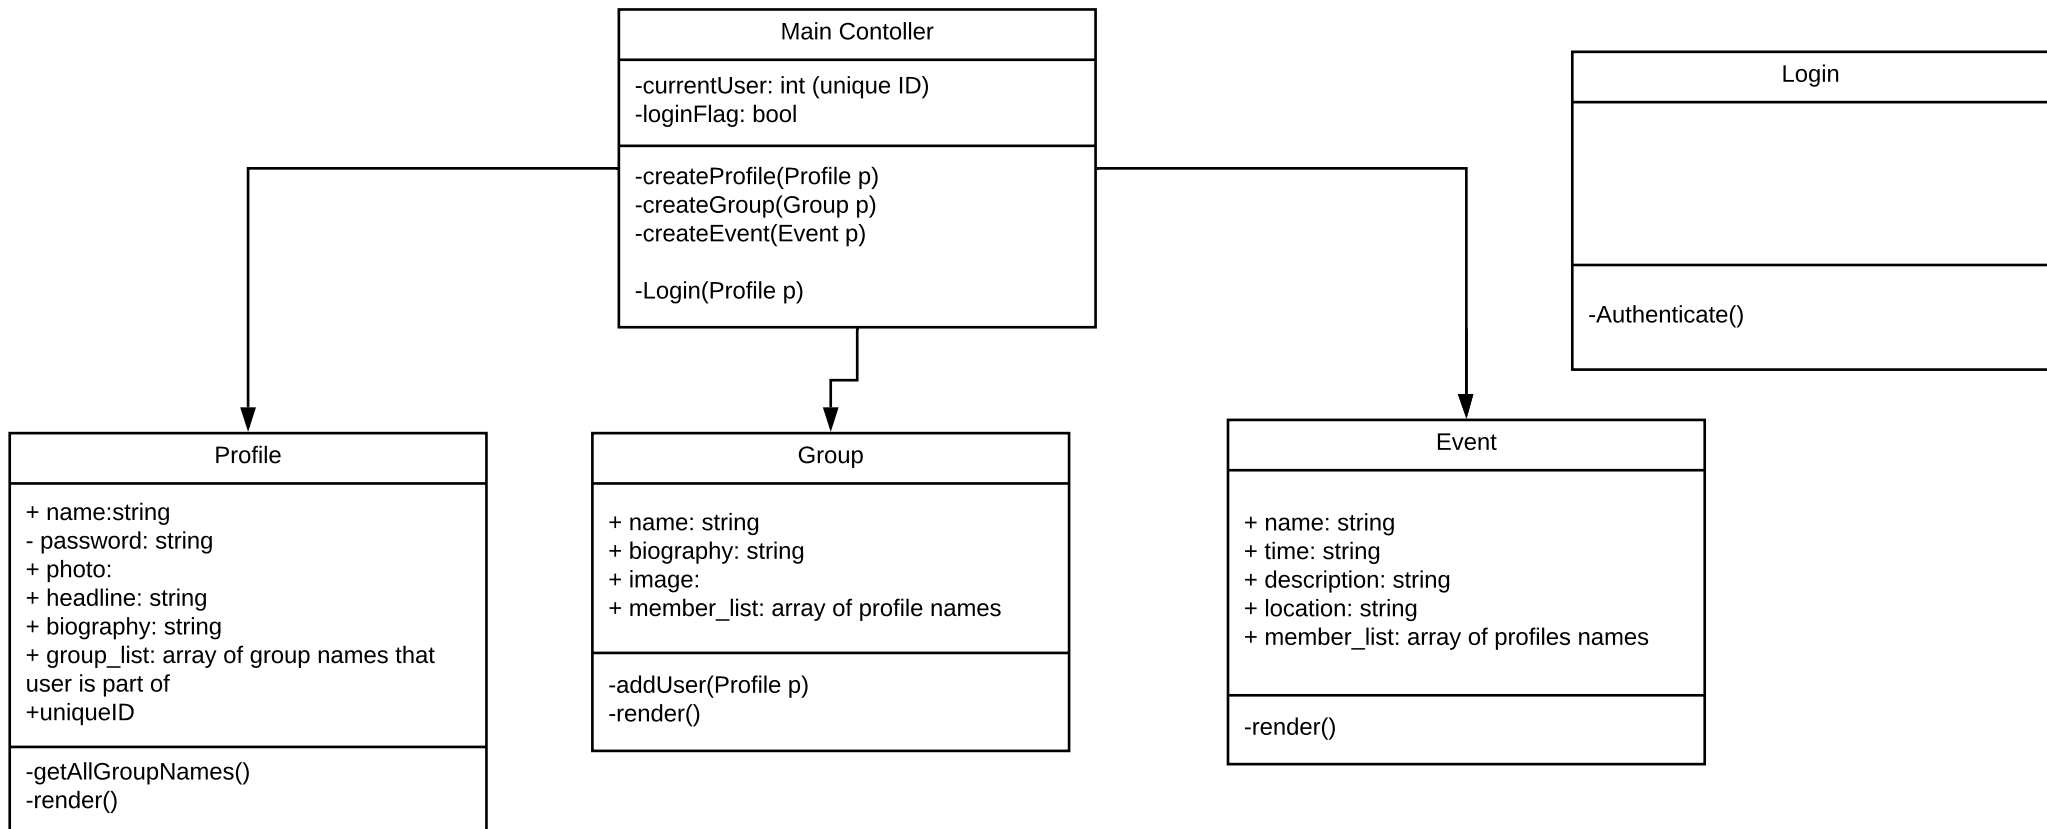 Main Contoller
-currentUser: int (unique ID)
-loginFlag: bool
-createProfile(Profile p)
-createGroup(Group p)
-createEvent(Event p)
-Login(Profile p)
Login
-Authenticate()
Profile
+ name:string
- password: string
+ photo:
+ headline: string
+ biography: string
+ group_list: array of group names that
user is part of
+uniqueID
-getAllGroupNames()
-render()
Group
+ name: string
+ biography: string
+ image:
+ member_list: array of profile names
-addUser(Profile p)
-render()
Event
+ name: string
+ time: string
+ description: string
+ location: string
+ member_list: array of profiles names
-render()